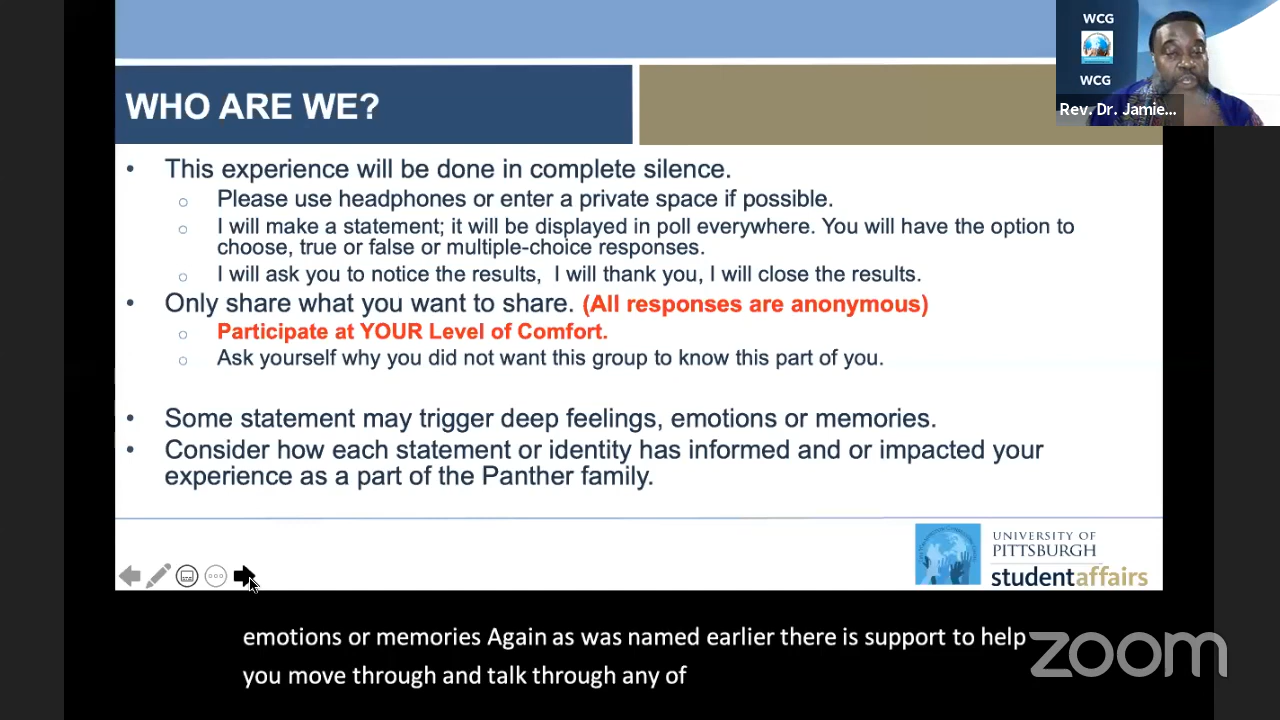 WCG
WCG
Rev. Dr. Jamie...
WHO ARE WE?
• This experience will be done in complete silence.
○ Please use headphones or enter a private space if possible.
○ I will make a statement; it will be displayed in poll everywhere. You will have the option to
choose, true or false or multiple-choice responses.
○ I will ask you to notice the results, I will thank you, I will close the results.
• Only share what you want to share. (All responses are anonymous)
○ Participate at YOUR Level of Comfort.
○ Ask yourself why you did not want this group to know this part of you.
• Some statement may trigger deep feelings, emotions or memories.
• Consider how each statement or identity has informed and or impacted your
experience as a part of the Panther family.
UNIVERSITY OF
PITTSBURGH
studentaffairs
emotions or memories Again as was named earlier there is support to help
you move through and talk through any of
zoom